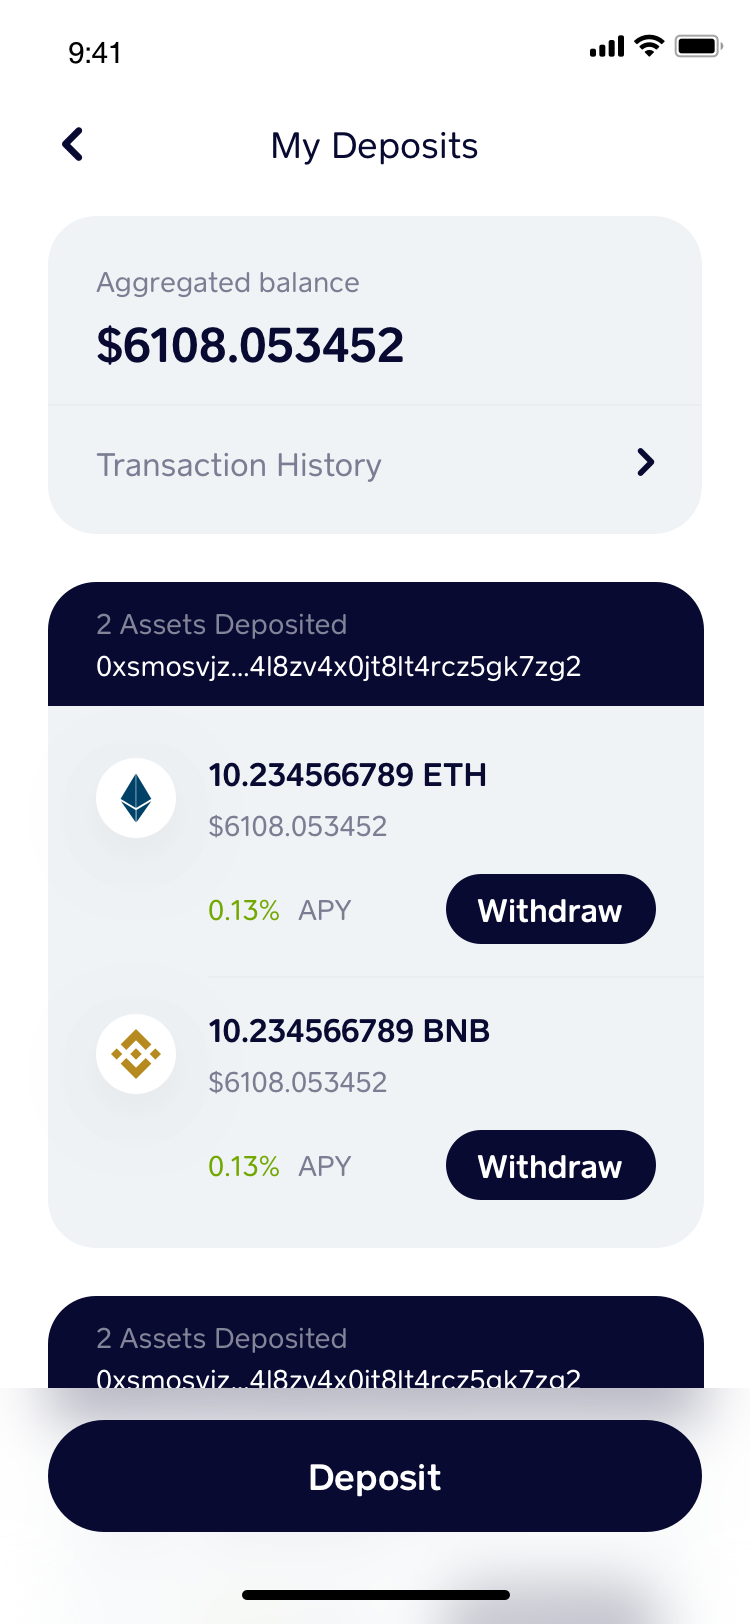 9:41
My Deposits
Aggregated balance
$6108.053452
Transaction History
2 Assets Deposited
0xsmosvjz...4l8zv4x0jt8lt4rcz5gk7zg2
10.234566789 ETH
$6108.053452
0.13% APY
Withdraw
10.234566789 BNB
$6108.053452
0.13% APY
Withdraw
2 Assets Deposited
0xsmosvjz...4l8zv4x0jt8lt4rcz5gk7zg2
Deposit